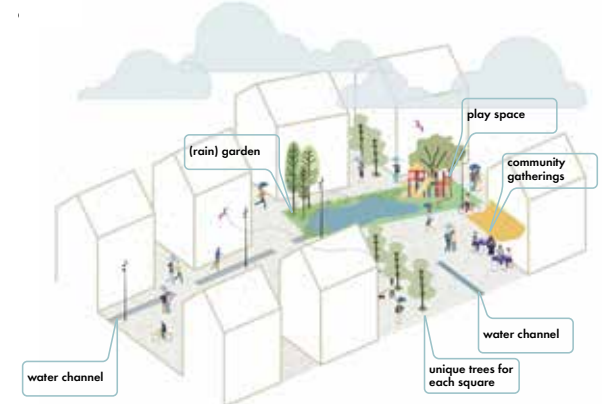 play space
(rain) garden
community
gatherings
water channel
unique trees for
each square
water channel